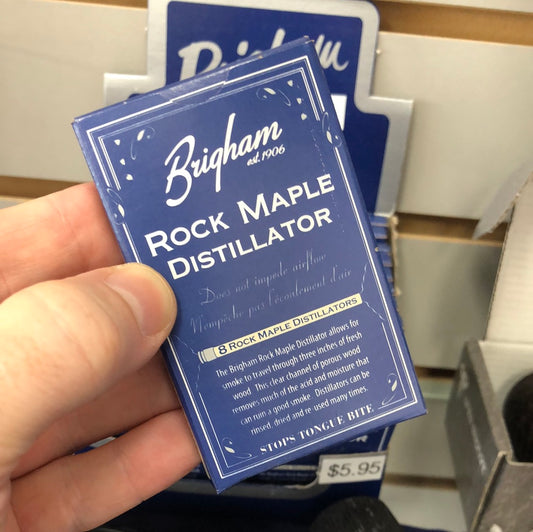 Brigham
Brigham
est. 1906
ROCK MAPLE
DISTILLATOR
Does not impede airflow
N'empêche pas l'écoulement d'air
8 ROCK MAPLE DISTILLATORS
The Brigham Rock Maple Distillator allows for
smoke to travel through three inches of fresh
wood. This clear channel of porous wood
removes much of the acid and moisture that
can ruin a good smoke. Distillators can be
rinsed, dried and re-used many times.
STOPS TONGUE BITE
$5.95